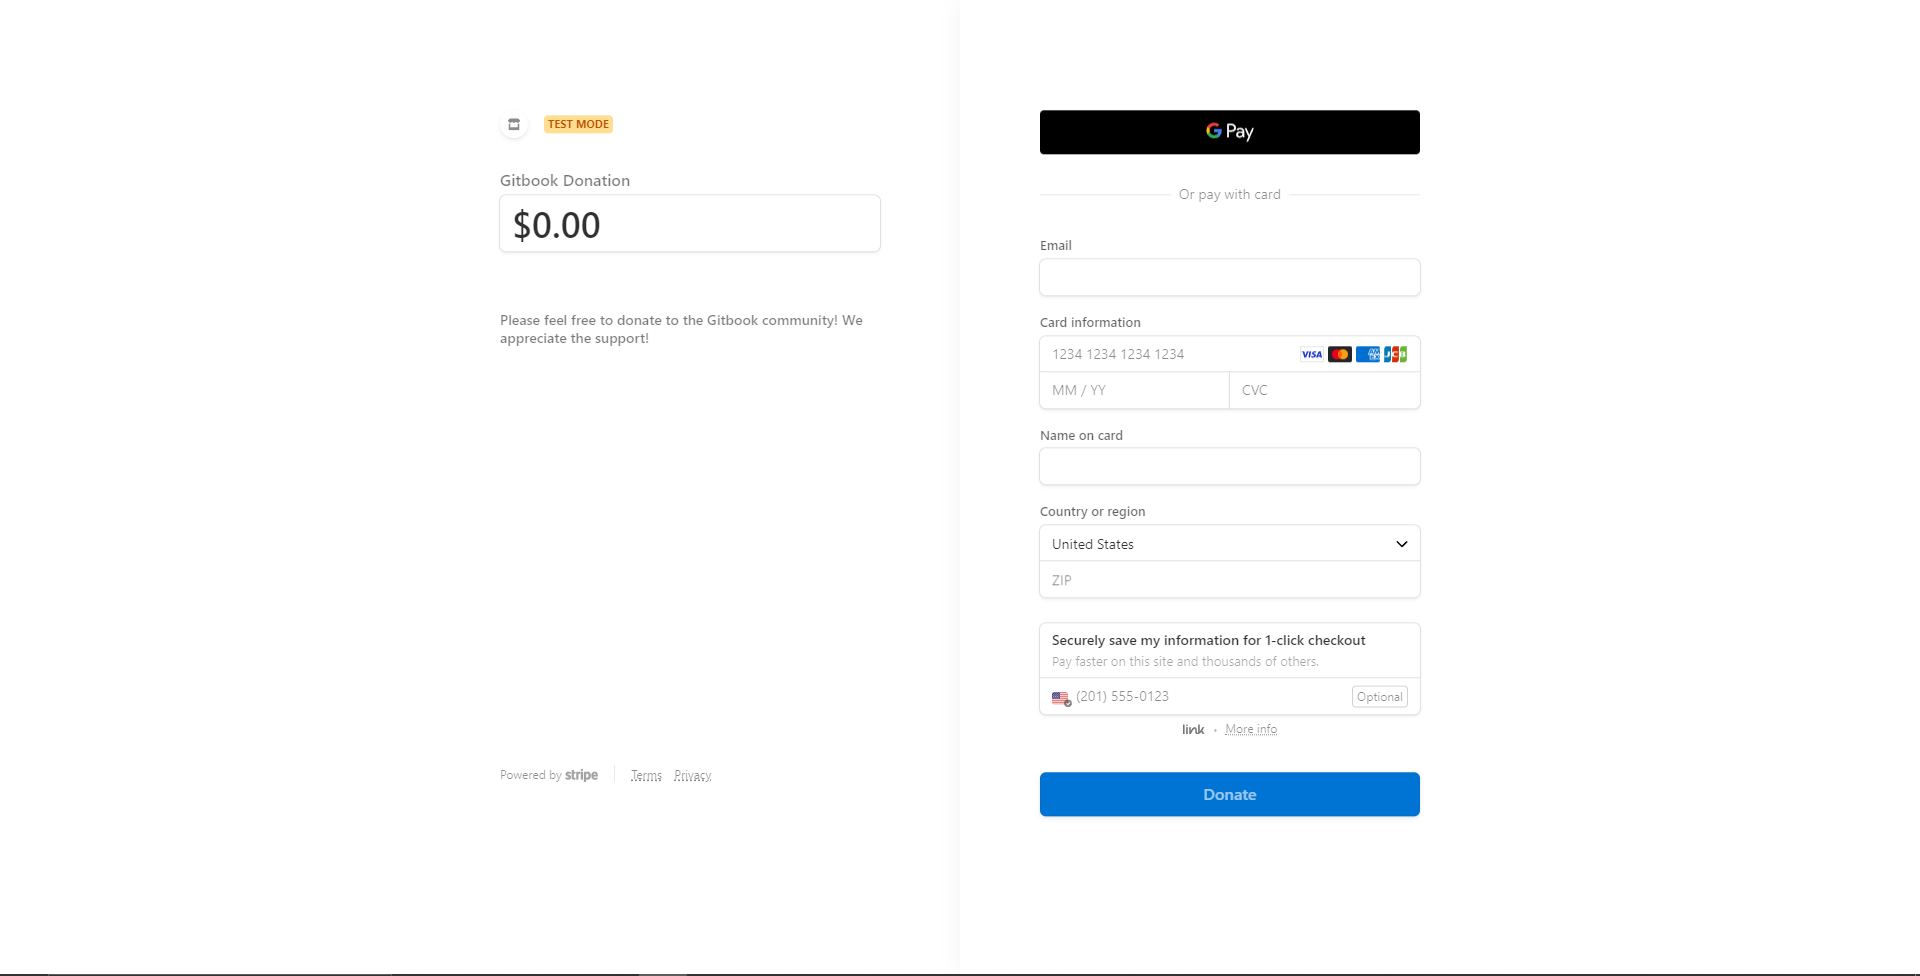 TEST MODE
Gitbook Donation
$0.00
Please feel free to donate to the Gitbook community! We
appreciate the support!
Powered by stripe
Terms Privacy
G Pay
Or pay with card
Email
Card information
1234 1234 1234 1234
VISA
AM
EX
JCB
MM / YY
CVC
Name on card
Country or region
United States
ZIP
Securely save my information for 1-click checkout
Pay faster on this site and thousands of others.
(201) 555-0123
Optional
link • More info
Donate